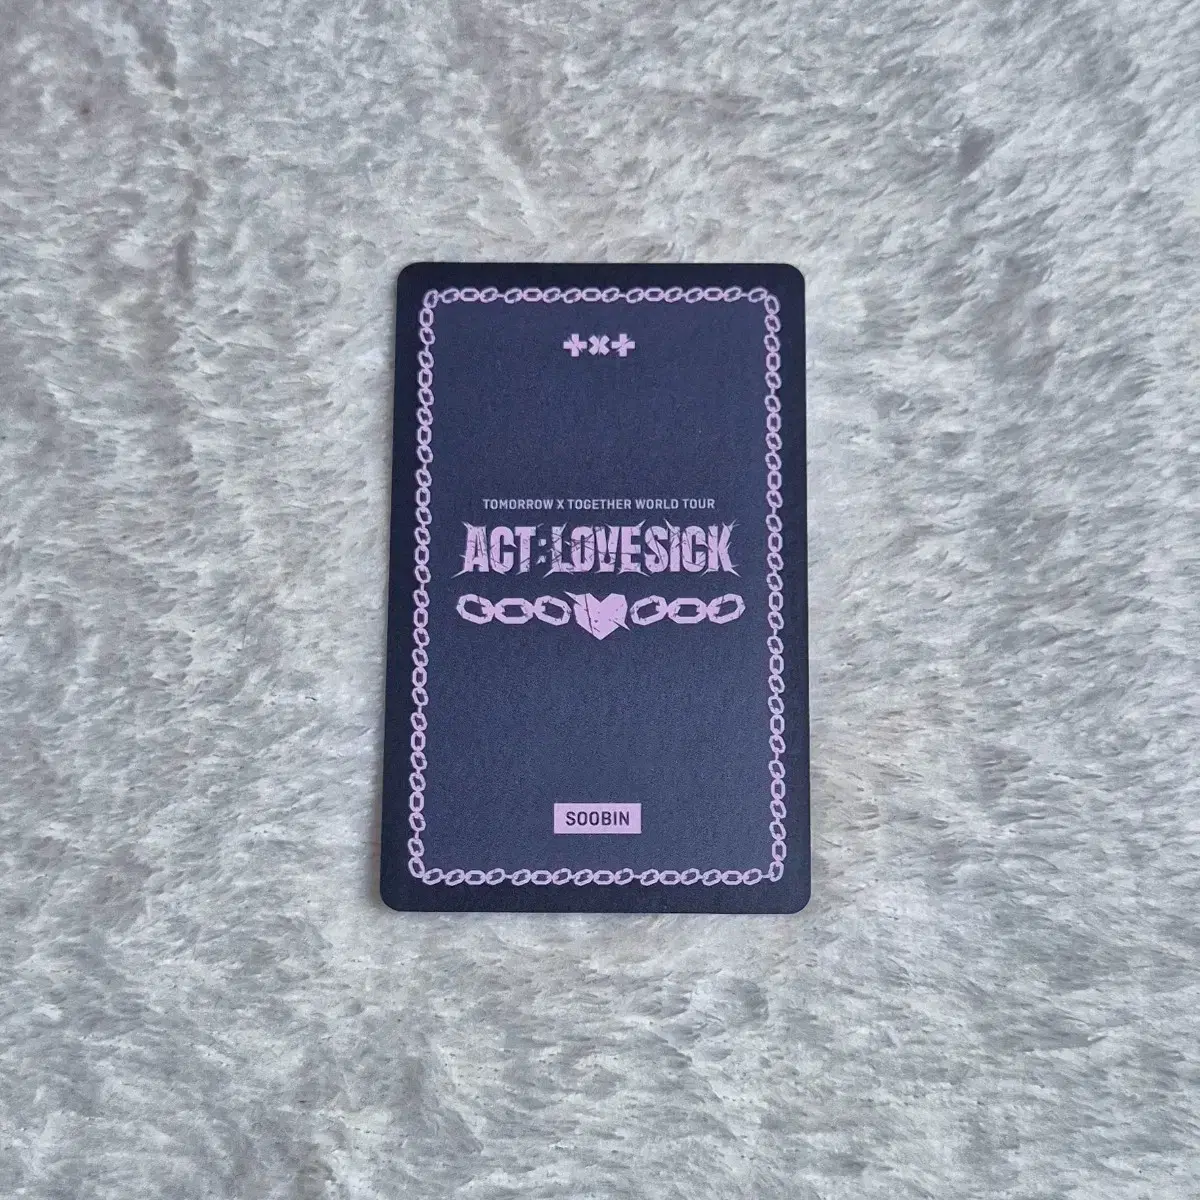 +x+
TOMORROW X TOGETHER WORLD TOUR
ACT:LOVE SICK
SOOBIN